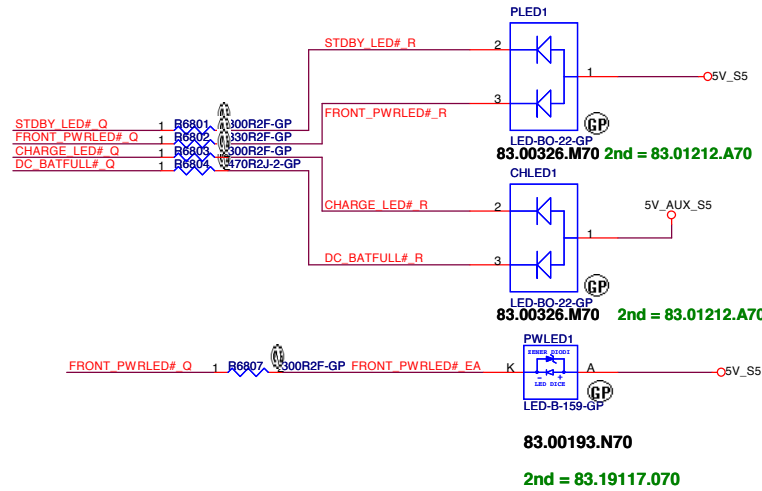 PLED1
STDBY_LED#_R 2
1 5V_S5
3
FRONT_PWRLED#_R
STDBY_LED#_Q 1 R6801 300R2F-GP
GP
FRONT_PWRLED#_Q 1 R6802 330R2F-GP
LED-BO-22-GP
CHARGE_LED#_Q 1 R6803 300R2F-GP
83.00326.M70 2nd = 83.01212.A70
DC_BATFULL#_Q 1 R6804 470R2J-2-GP
CHLED1
CHARGE_LED#_R 2
5V_AUX_S5
1
DC_BATFULL#_R 3
GP
LED-BO-22-GP
83.00326.M70 2nd = 83.01212.A70
PWLED1
ZENER DIODI
FRONT_PWRLED#_Q 1 R6807 300R2F-GP FRONT_PWRLED#_EA K A 5V_S5
- +
LED DICE
GP
LED-B-159-GP
83.00193.N70
2nd = 83.19117.070